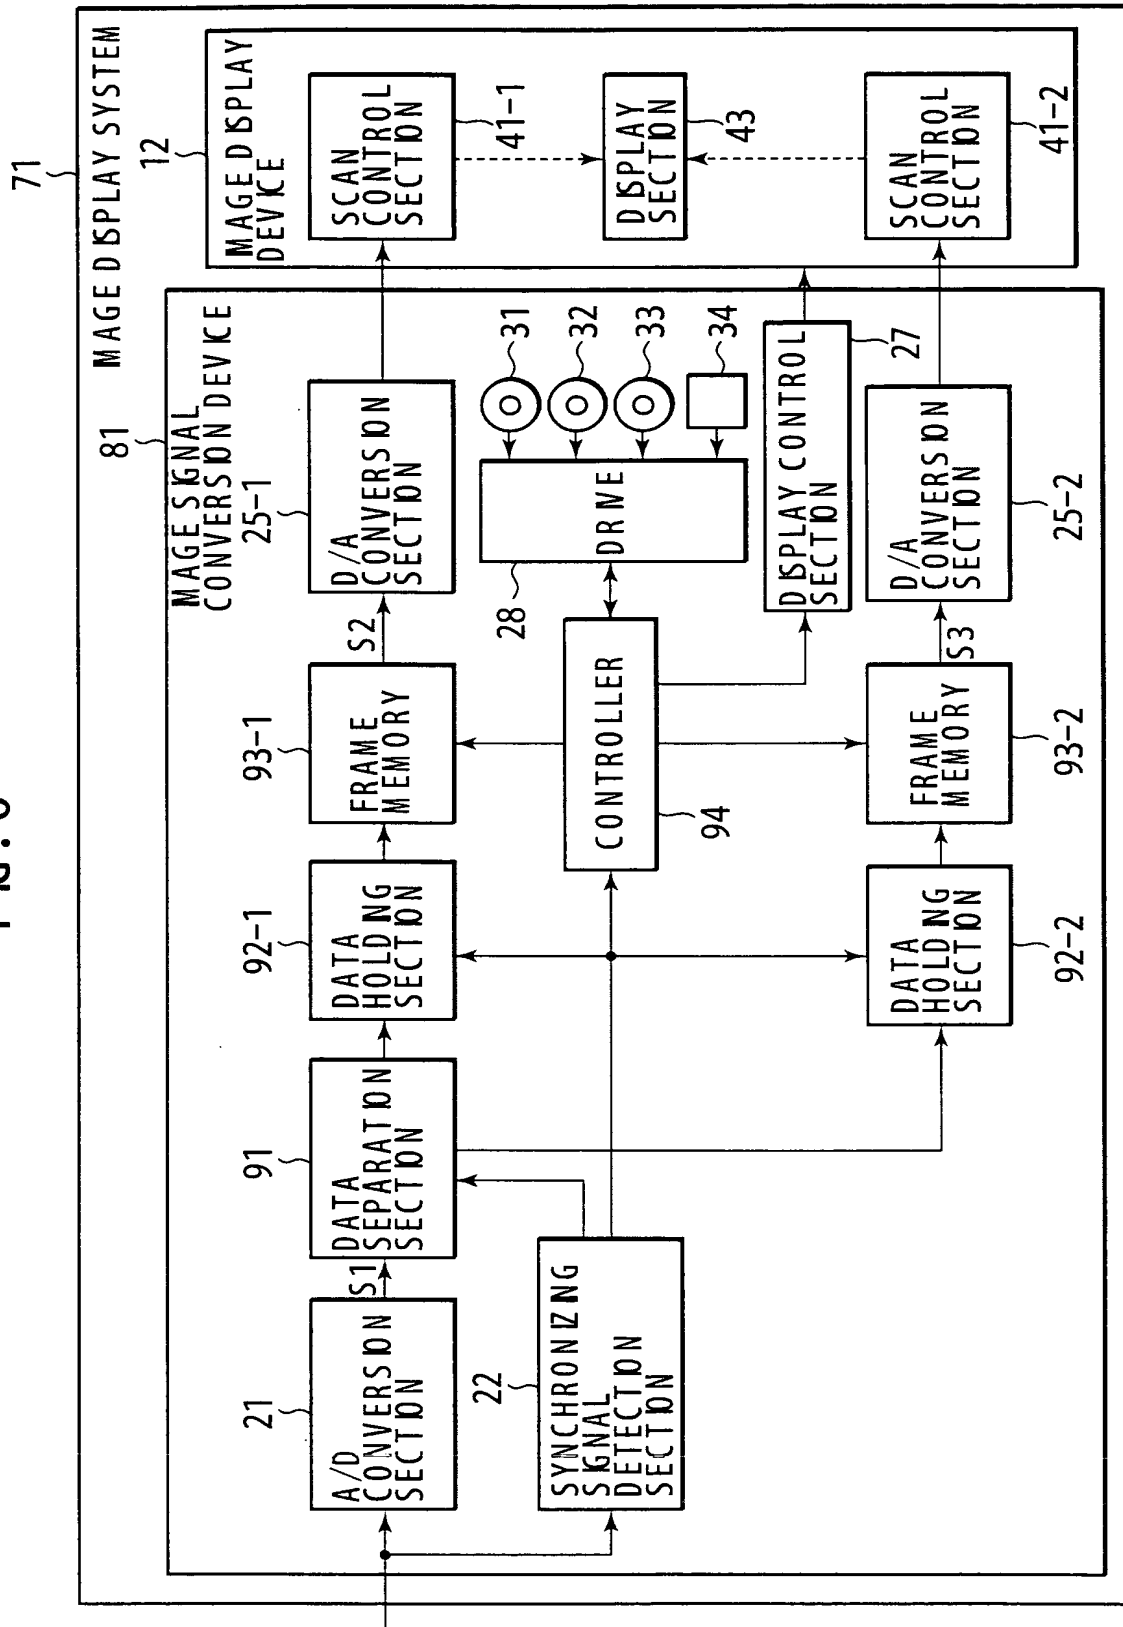 71
MAGE DISPLAY SYSTEM
81
MAGE SIGNAL
CONVERSION DEVICE
12
MAGE DISPLAY
DEVICE
21
A/D
CONVERSION
SECTION
S1
91
DATA
SEPARATION
SECTION
92-1
DATA
HOLDING
SECTION
93-1
FRAME
MEMORY
S2
25-1
D/A
CONVERSION
SECTION
SCAN
CONTROL
SECTION
41-1
22
SYNCHRONIZING
SIGNAL
DETECTION
SECTION
CONTROLLER
94
28
DRIVE
31
32
33
34
DISPLAY CONTROL
SECTION
27
DISPLAY
SECTION
43
DATA
HOLDING
SECTION
92-2
FRAME
MEMORY
93-2
S3
D/A
CONVERSION
SECTION
25-2
SCAN
CONTROL
SECTION
41-2